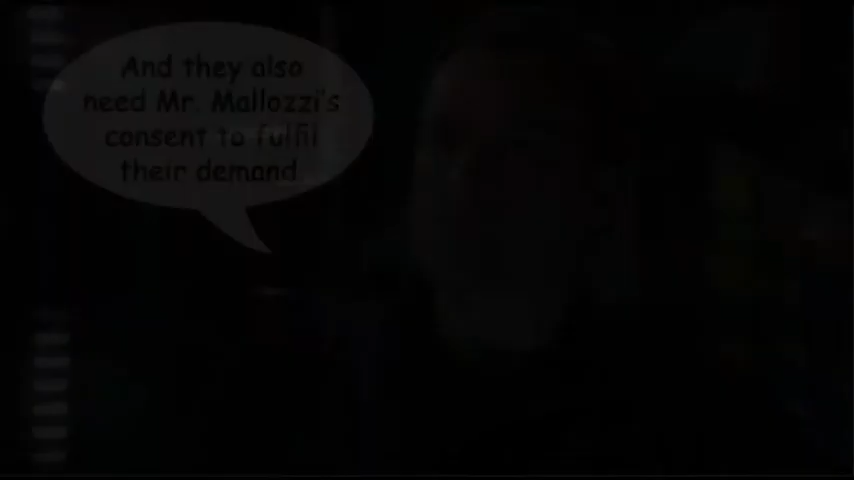 And they also
need Mr. Mallozzi's
consent to fulfil
their demand.